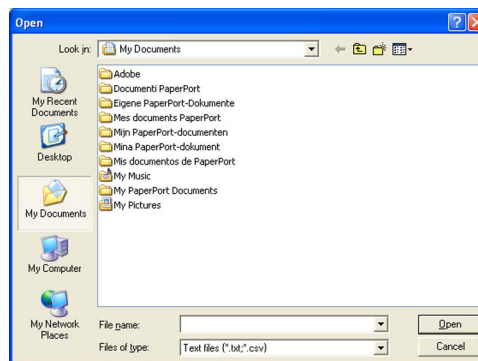 Open
Look in:
My Documents
My Recent
Documents
Desktop
My Documents
My Computer
My Network
Places
Adobe
Documenti PaperPort
Eigene PaperPort-Dokumente
Mes documents PaperPort
Mijn PaperPort-documenten
Mina PaperPort-dokument
Mis documentos de PaperPort
My Music
My PaperPort Documents
My Pictures
File name:
Open
Files of type:
Text files {*.txt;*.csv}
Cancel